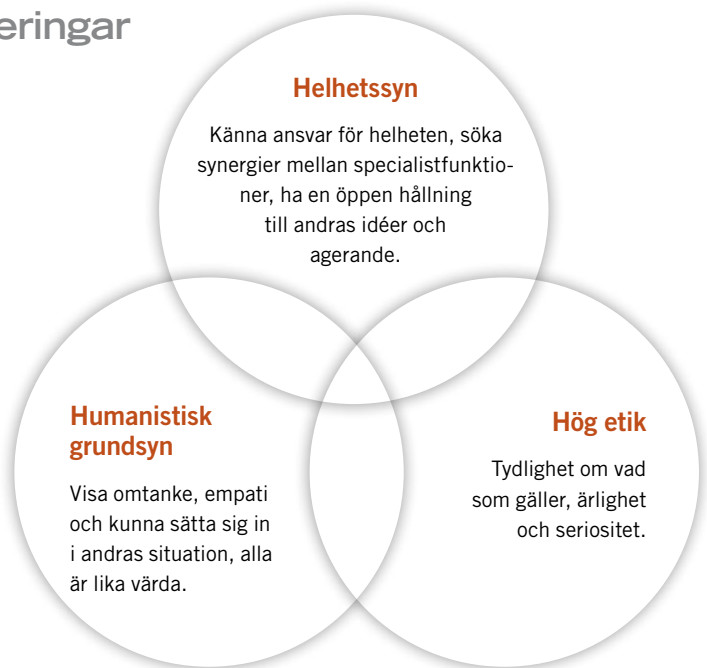 eringar
Helhetssyn
Känna ansvar för helheten, söka
synergier mellan specialistfunktio-
ner, ha en öppen hållning
till andras idéer och
agerande.
Humanistisk
grundsyn
Visa omtanke, empati
och kunna sätta sig in
i andras situation, alla
är lika värda.
Hög etik
Tydlighet om vad
som gäller, ärlighet
och seriositet.